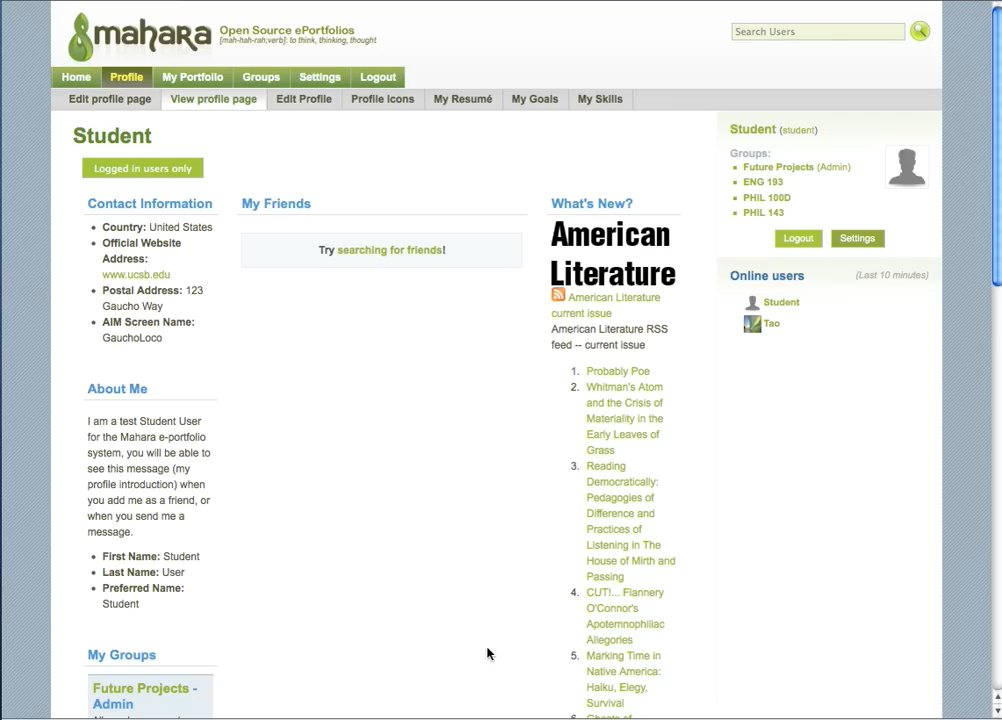 mahara
Open Source ePortfolios
[mah-hah-rah;verb]: to think, thinking, thought
Search Users
Home Profile My Portfolio Groups Settings Logout
Edit profile page View profile page Edit Profile Profile Icons My Resumé My Goals My Skills
Student
Logged in users only
Contact Information
Country: United States
Official Website
Address:
www.ucsb.edu
Postal Address: 123
Gaucho Way
AIM Screen Name:
GauchoLoco
About Me
I am a test Student User
for the Mahara e-portfolio
system, you will be able to
see this message (my
profile introduction) when
you add me as a friend, or
when you send me a
message.
First Name: Student
Last Name: User
Preferred Name:
Student
My Groups
Future Projects -
Admin
My Friends
Try searching for friends!
What's New?
American
Literature
American Literature
current issue
American Literature RSS
feed -- current issue
1. Probably Poe
2. Whitman's Atom
and the Crisis of
Materiality in the
Early Leaves of
Grass
3. Reading
Democratically:
Pedagogies of
Difference and
Practices of
Listening in The
House of Mirth and
Passing
4. CUT!... Flannery
O'Connor's
Apotemnophiliac
Allegories
5. Marking Time in
Native America:
Haiku, Elegy,
Survival
Student (student)
Groups:
Future Projects (Admin)
ENG 193
PHIL 100D
PHIL 143
Logout Settings
Online users (Last 10 minutes)
Student
Tao